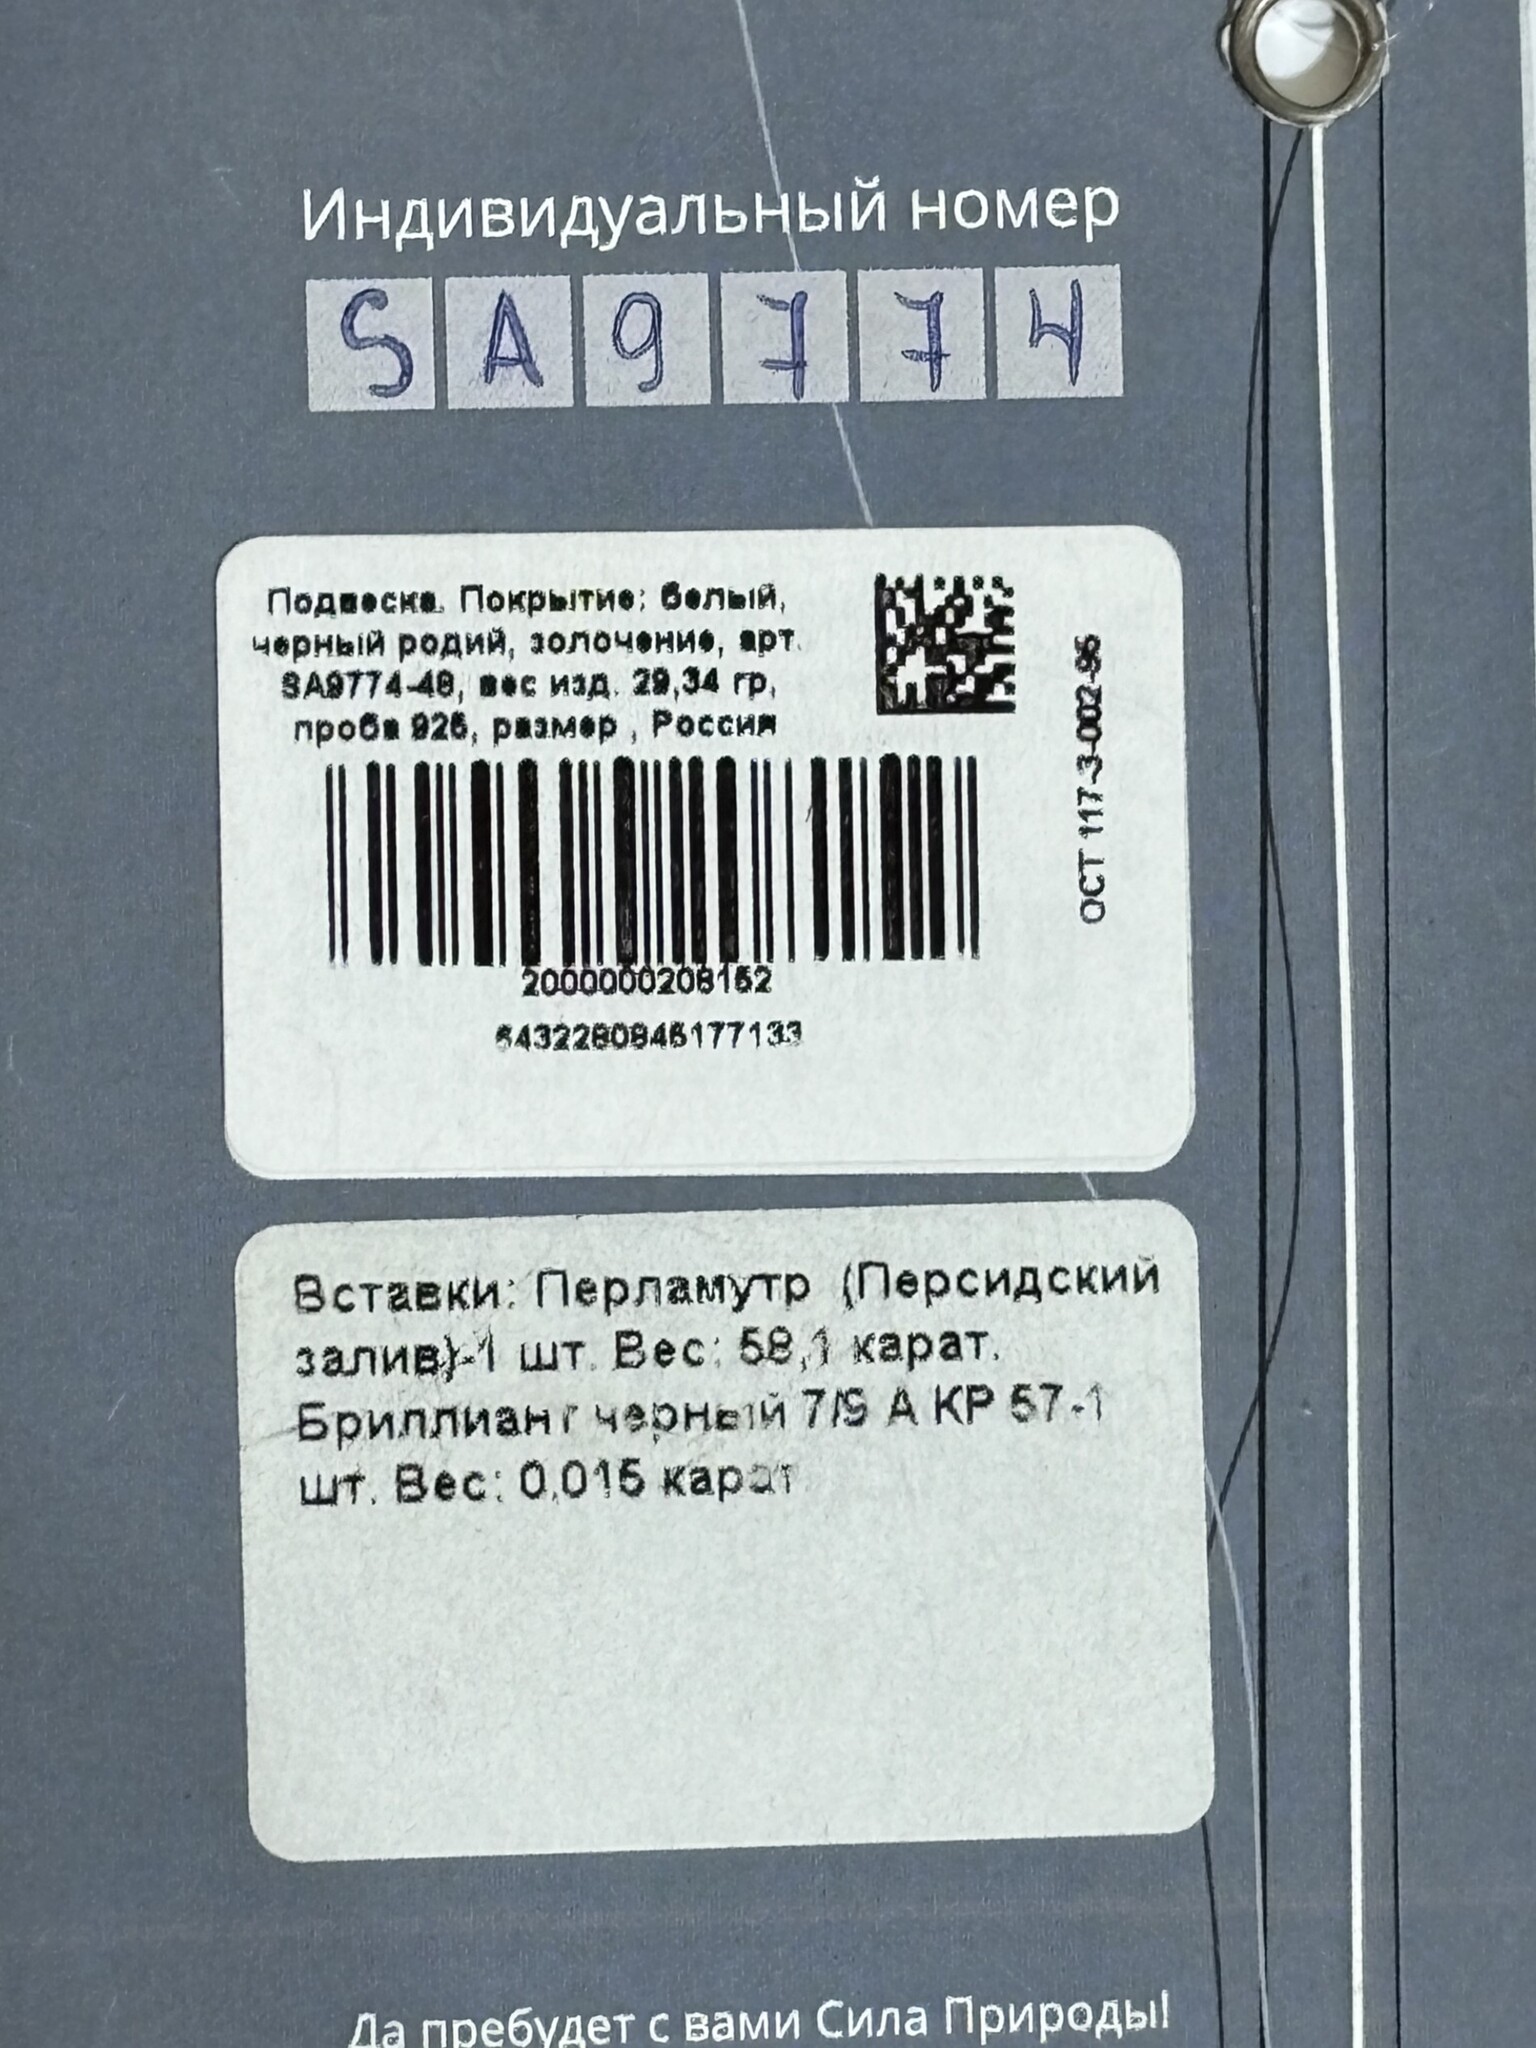 Индивидуальный номер
SA9774
Подвеска. Покрытие: белый,
черный родий, золочение, арт.
SA9774-48, вес изд. 29,34 гр,
проба 925, размер , Россия
ОСТ 117-3-002-95
2000000208152
6432280845177133
Вставки: Перламутр (Персидский
залив)-1 шт. Вес: 58,1 карат.
Бриллиант черный 7/9 А КР 57-1
шт. Вес: 0,015 карат
Да пребудет с вами Сила Природы!